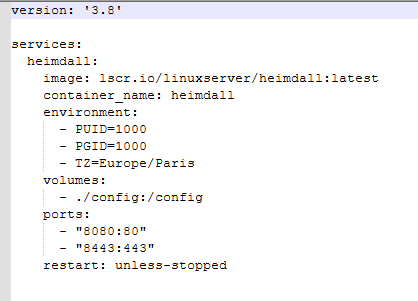 version: '3.8'

services:
  heimdall:
    image: lscr.io/linuxserver/heimdall:latest
    container_name: heimdall
    environment:
      - PUID=1000
      - PGID=1000
      - TZ=Europe/Paris
    volumes:
      - ./config:/config
    ports:
      - "8080:80"
      - "8443:443"
    restart: unless-stopped